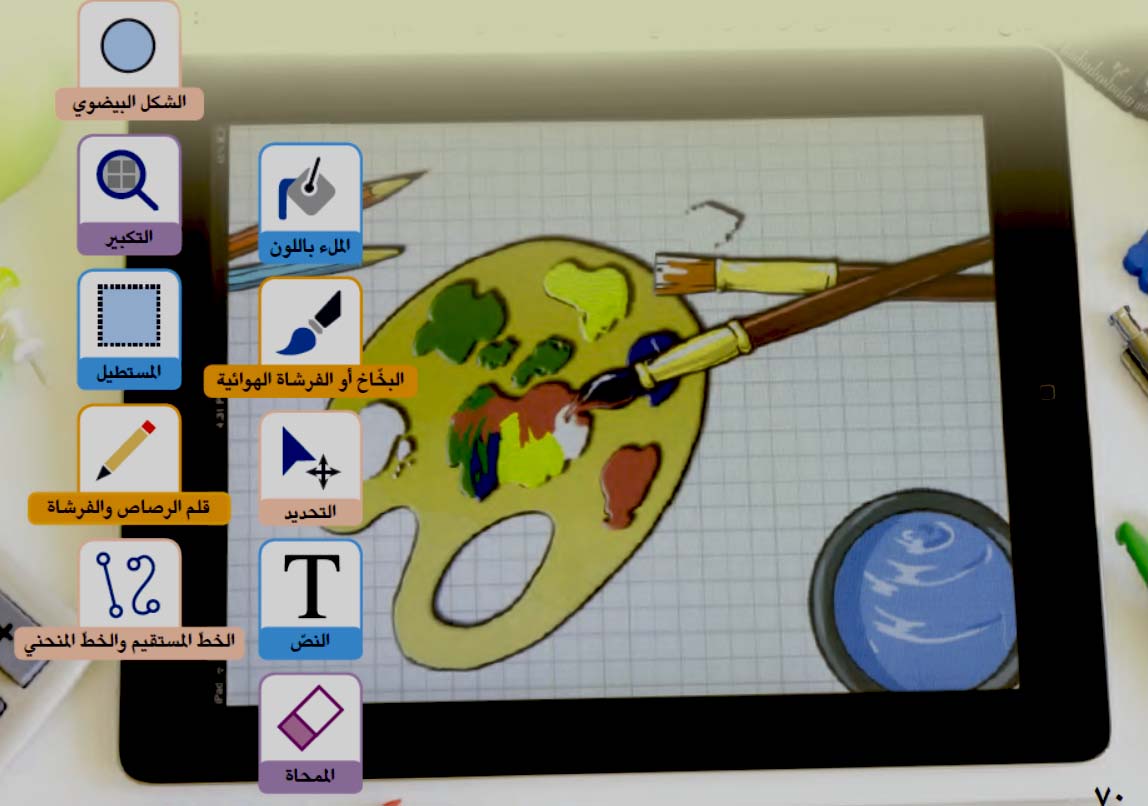 الشكل البيضوي
التكبير
الملء باللون
المستطيل
البخّاخ أو الفرشاة الهوائية
قلم الرصاص والفرشاة
التحديد
T
الخطّ المستقيم والخطّ المنحني
النصّ
iPad
الممحاة
٧٠